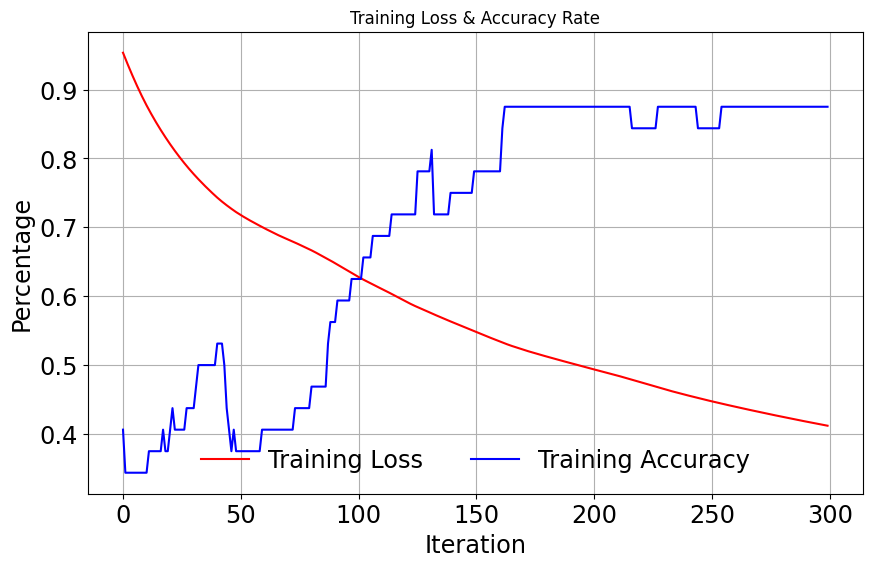 Training Loss & Accuracy Rate
Percentage
0.9
0.8
0.7
0.6
0.5
0.4
Training Loss
Training Accuracy
0 50 100 150 200 250 300
Iteration